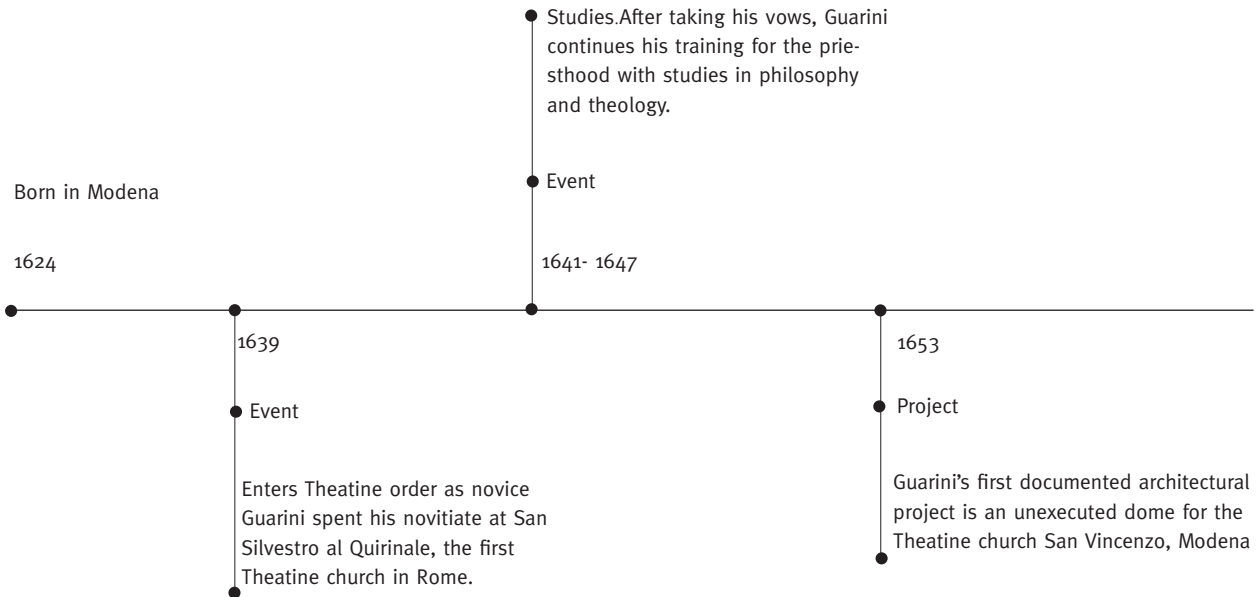 Born in Modena
1624
1639
Event
Enters Theatine order as novice
Guarini spent his novitiate at San
Silvestro al Quirinale, the first
Theatine church in Rome.
Studies.After taking his vows, Guarini
continues his training for the prie-
sthood with studies in philosophy
and theology.
Event
1641- 1647
1653
Project
Guarini’s first documented architectural
project is an unexecuted dome for the
Theatine church San Vincenzo, Modena